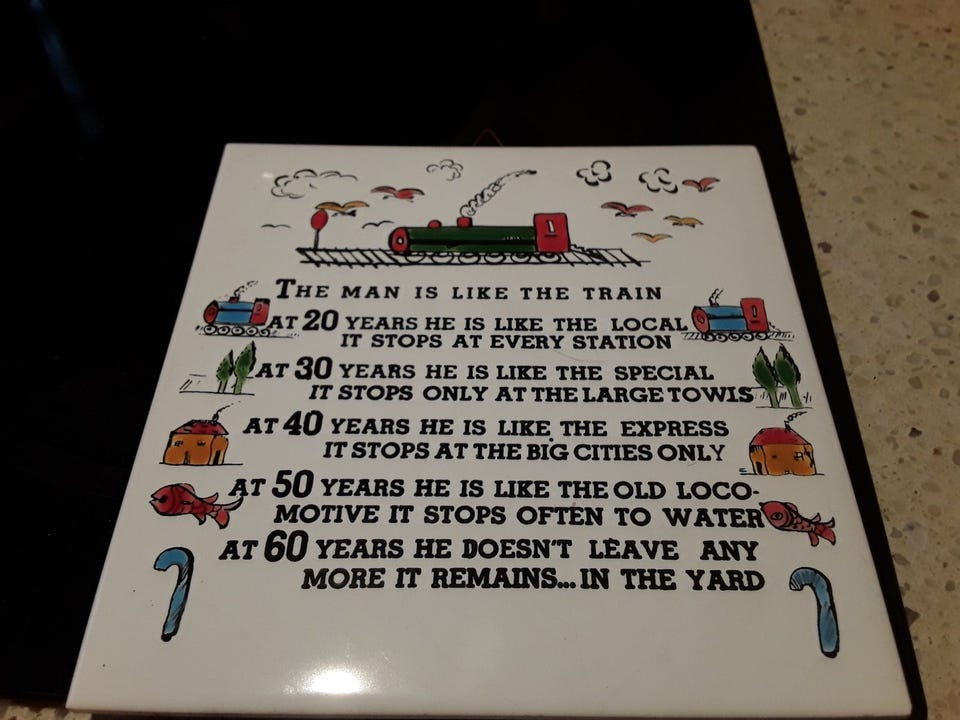 THE MAN IS LIKE THE TRAIN
AT 20 YEARS HE IS LIKE THE LOCAL
IT STOPS AT EVERY STATION
AT 30 YEARS HE IS LIKE THE SPECIAL
IT STOPS ONLY AT THE LARGE TOWIS
AT 40 YEARS HE IS LIKE THE EXPRESS
IT STOPS AT THE BIG CITIES ONLY
AT 50 YEARS HE IS LIKE THE OLD LOCO-
MOTIVE IT STOPS OFTEN TO WATER
AT 60 YEARS HE DOESN'T LEAVE ANY
MORE IT REMAINS... IN THE YARD